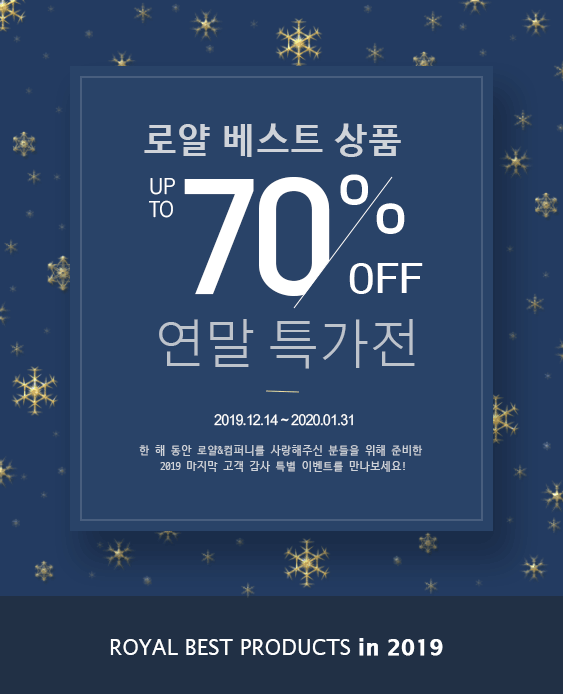 로얄 베스트 상품
UP TO 70% OFF
연말 특가전
2019.12.14 ~ 2020.01.31
한 해 동안 로얄&컴퍼니를 사랑해주신 분들을 위해 준비한
2019 마지막 고객 감사 특별 이벤트를 만나보세요!
ROYAL BEST PRODUCTS in 2019